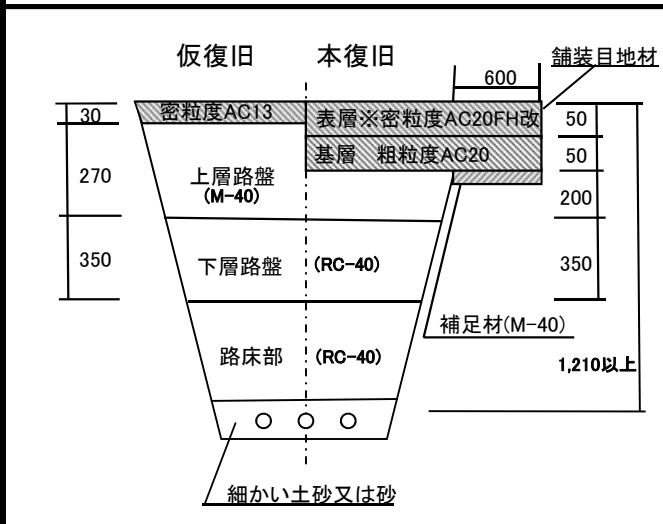 仮復旧 本復旧
舗装目地材
600
30
密粒度AC13
表層※密粒度AC20FH改
50
基層 粗粒度AC20
50
270
上層路盤
(M-40)
200
350
下層路盤 (RC-40)
350
補足材(M-40)
路床部 (RC-40)
1,210以上
細かい土砂又は砂